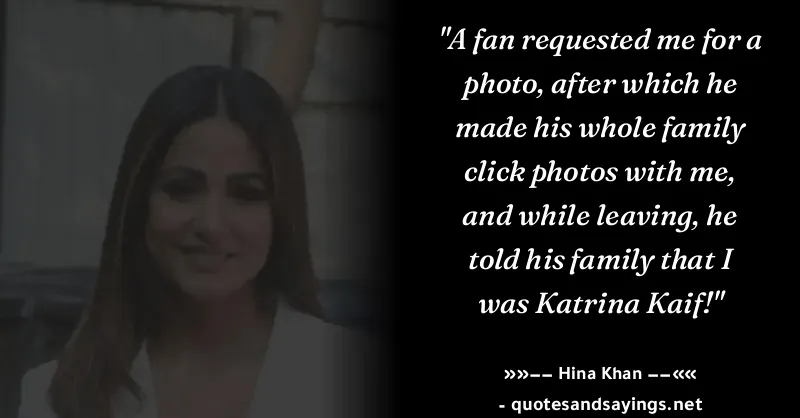 "A fan requested me for a
photo, after which he
made his whole family
click photos with me,
and while leaving, he
told his family that I
was Katrina Kaif!"
»»−− Hina Khan −−««
- quotesandsayings.net